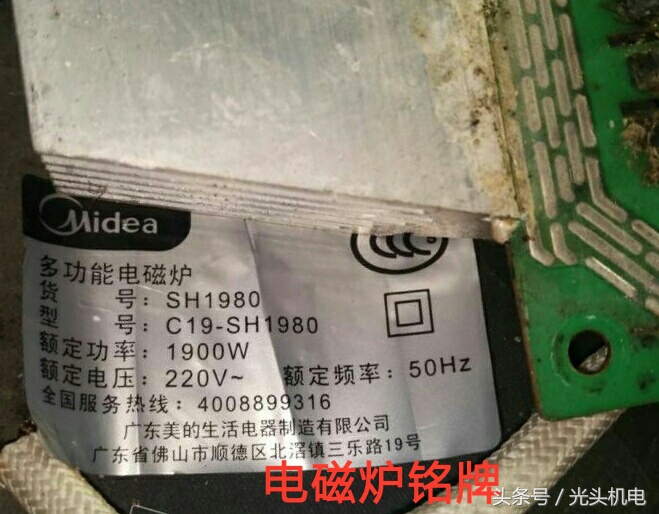 Midea
多功能电磁炉
货 号：SH1980
型 号：C19-SH1980
额定功率：1900W
额定电压：220V~ 额定频率：50Hz
全国服务热线：4008899316
广东美的生活电器制造有限公司
广东省佛山市顺德区北滘镇三乐路19号
电磁炉铭牌
头条号／光头机电